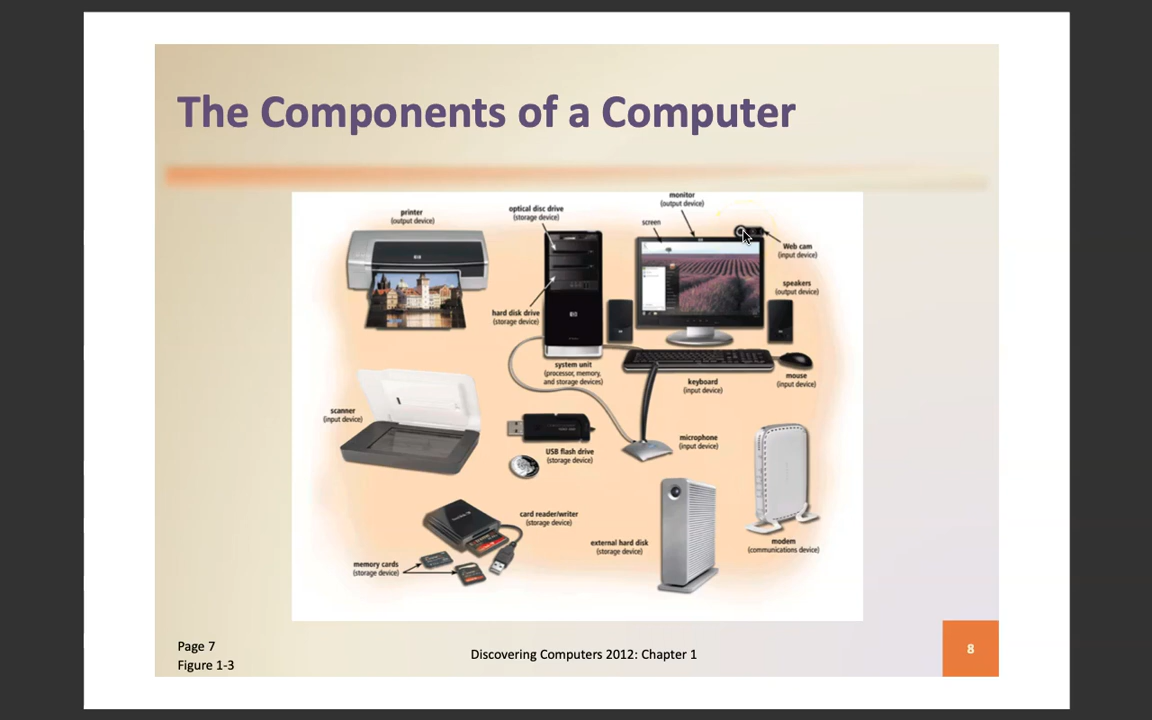 The Components of a Computer
monitor
(output device)
printer
(output device)
optical disc drive
(storage device)
screen
Web cam
(input device)
speakers
(output device)
hard disk drive
(storage device)
system unit
(processor, memory,
and storage devices)
keyboard
(input device)
mouse
(input device)
scanner
(input device)
microphone
(input device)
USB flash drive
(storage device)
card reader/writer
(storage device)
external hard disk
(storage device)
modem
(communications device)
memory cards
(storage device)
Page 7
Figure 1-3
Discovering Computers 2012: Chapter 1
8